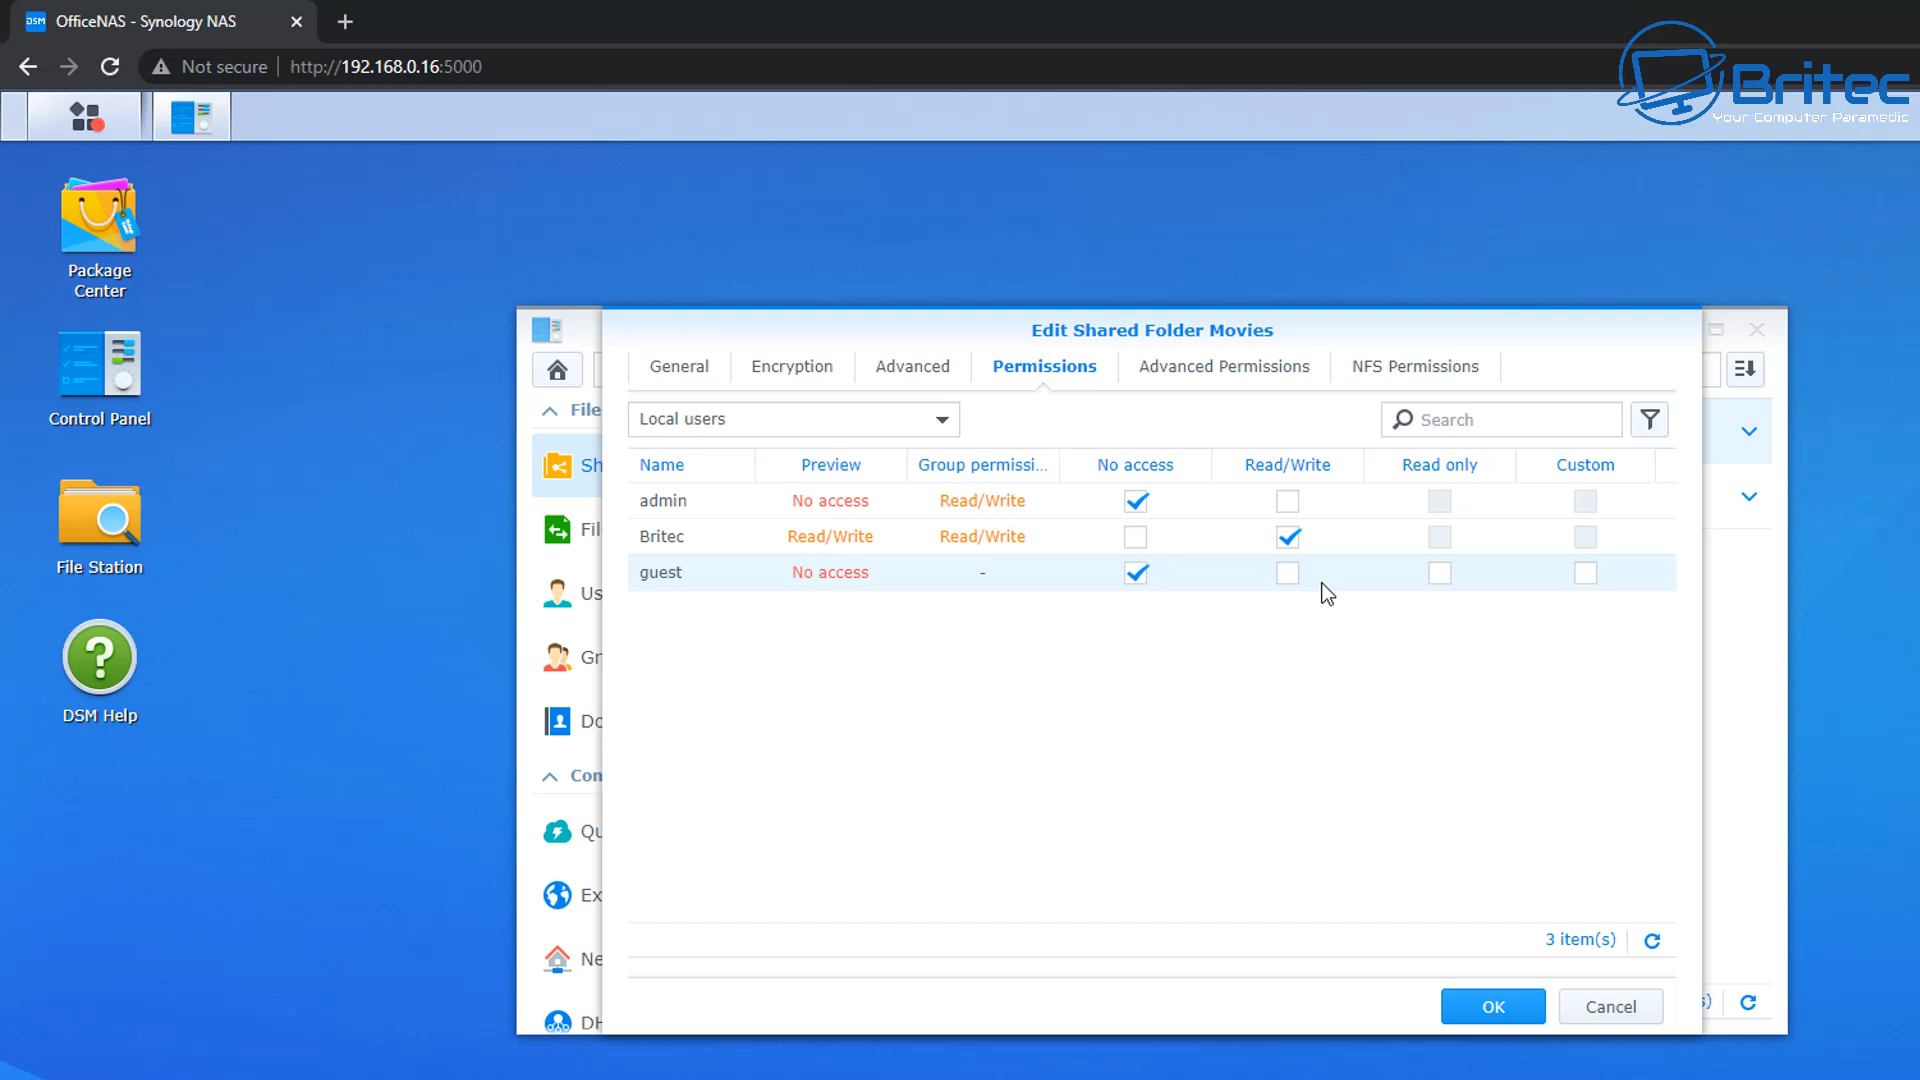 DSM OfficeNAS - Synology NAS
Not secure http://192.168.0.16:5000
Britec
Your Computer Paramedic
Package
Center
Control Panel
File Station
?
DSM Help
Edit Shared Folder Movies
General Encryption Advanced Permissions Advanced Permissions NFS Permissions
File
Local users Search
Name Preview Group permissi... No access Read/Write Read only Custom
Sh
admin No access Read/Write
Fil
Britec Read/Write Read/Write
guest No access -
Us
Gr
Do
Con
Qu
Ex
Ne
3 item(s)
DH
OK Cancel
s)